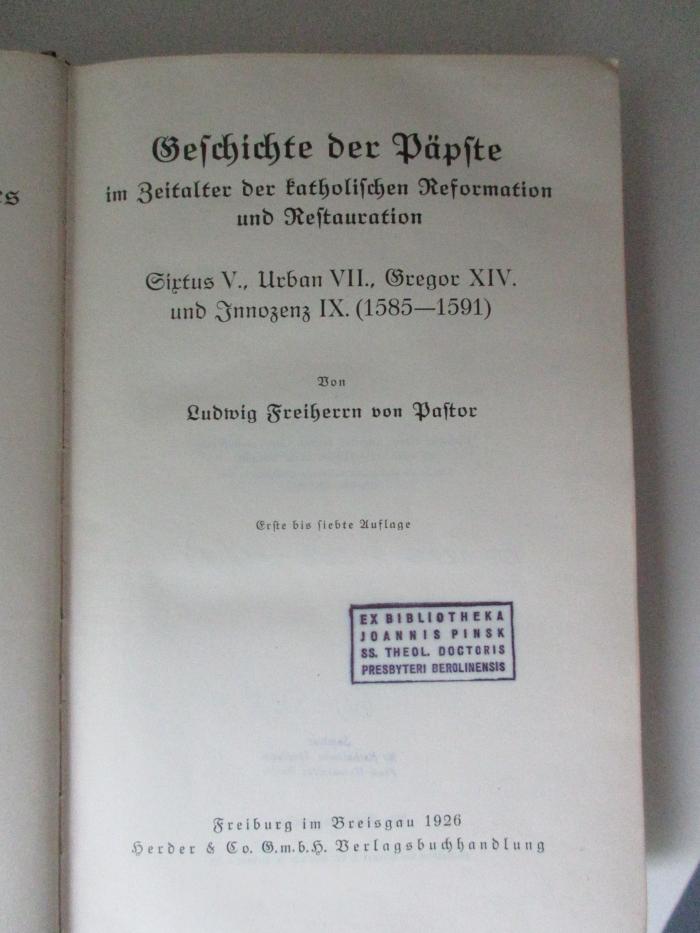 Geschichte der Päpste
im Zeitalter der katholischen Reformation
und Restauration
Sixtus V., Urban VII., Gregor XIV.
und Innozenz IX. (1585—1591)
Von
Ludwig Freiherrn von Pastor
Erste bis siebte Auflage
EX BIBLIOTHEKA
JOANNIS PINSK
SS. THEOL. DOCTORIS
PRESBYTERI BEROLINENSIS
Freiburg im Breisgau 1926
Herder & Co. G.m.b.H. Verlagsbuchhandlung